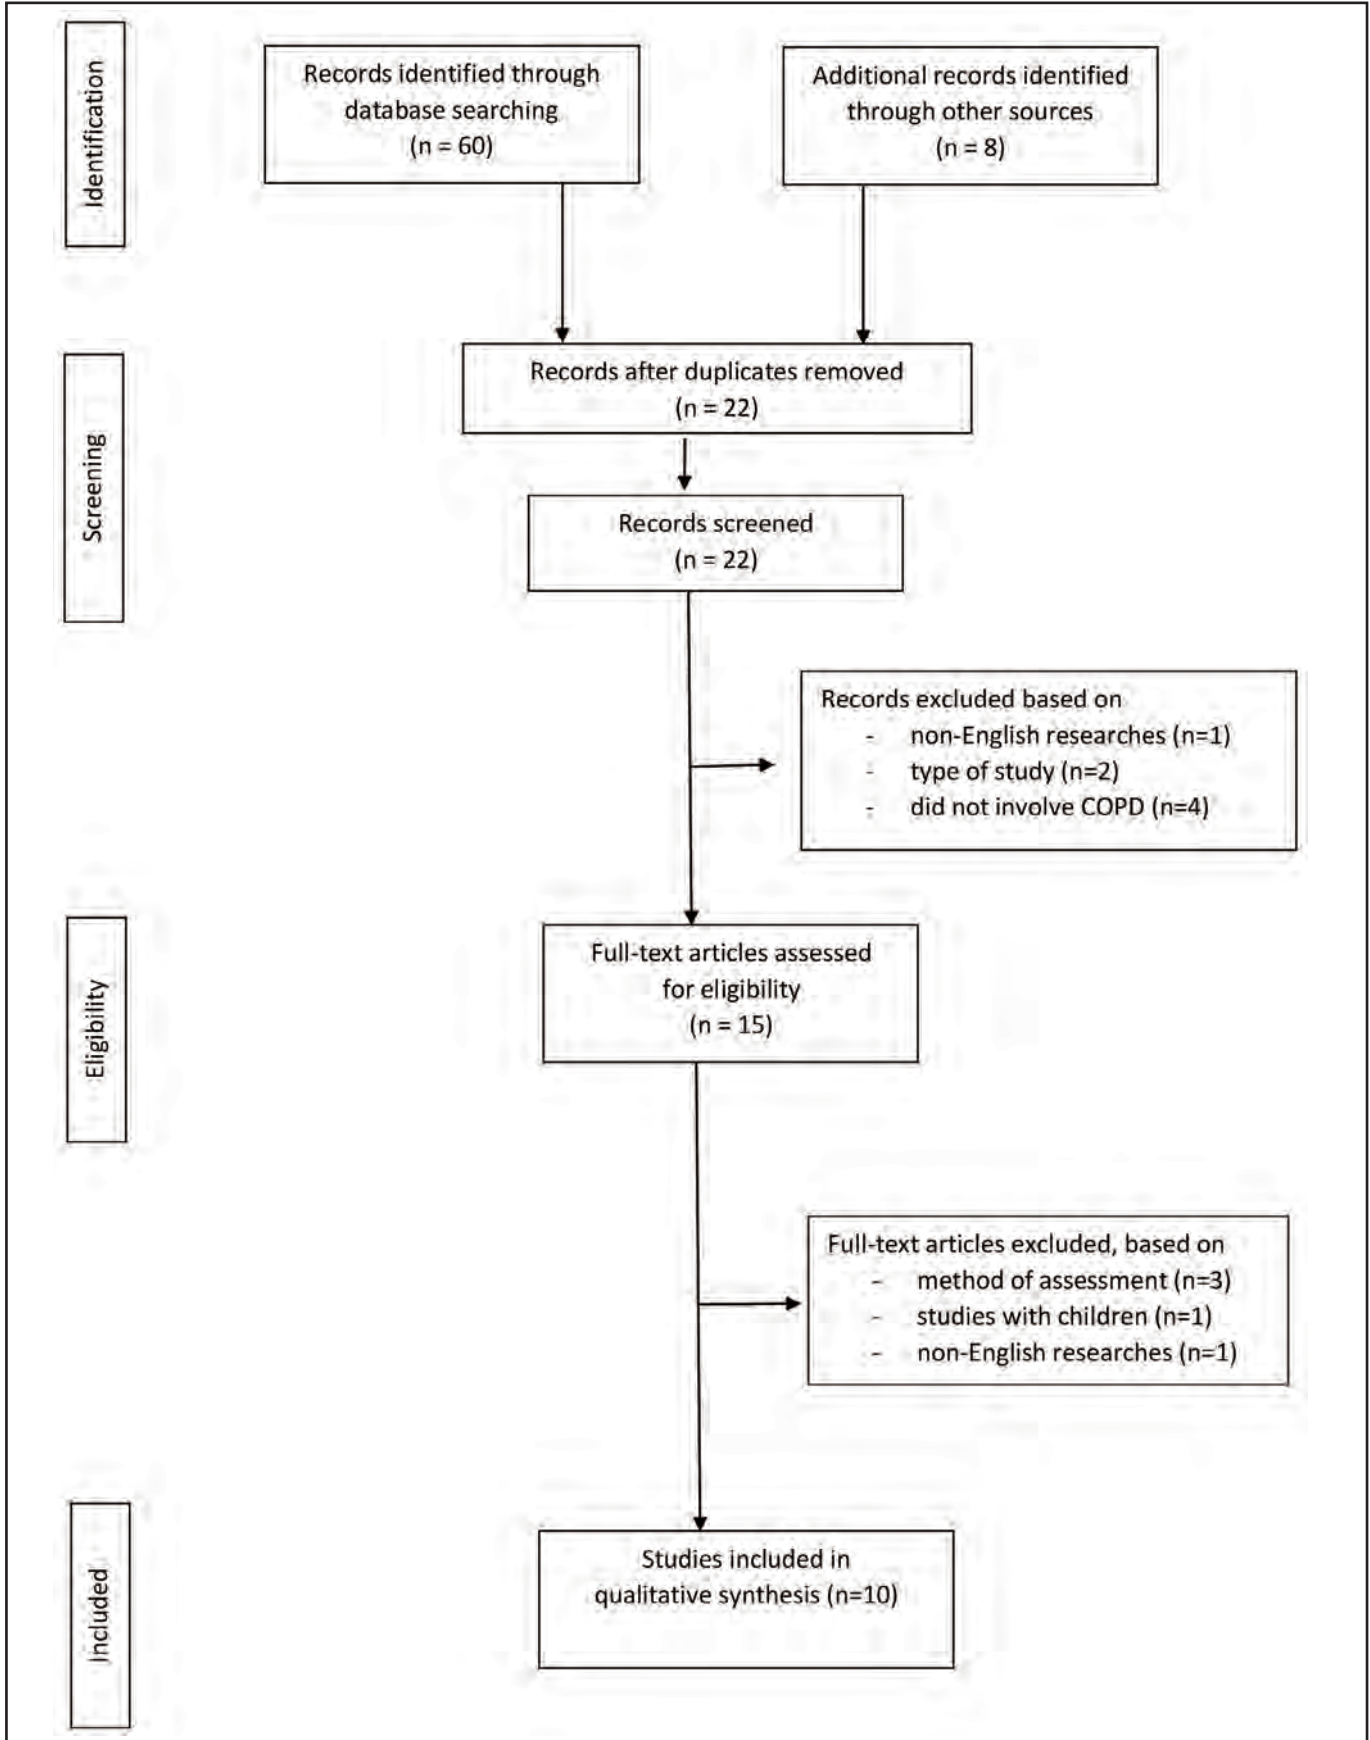 Identification
Records identified through
database searching
(n = 60)
Additional records identified
through other sources
(n = 8)
Screening
Records after duplicates removed
(n = 22)
Records screened
(n = 22)
Records excluded based on
- non-English researches (n=1)
- type of study (n=2)
- did not involve COPD (n=4)
Eligibility
Full-text articles assessed
for eligibility
(n = 15)
Full-text articles excluded, based on
- method of assessment (n=3)
- studies with children (n=1)
- non-English researches (n=1)
Included
Studies included in
qualitative synthesis (n=10)